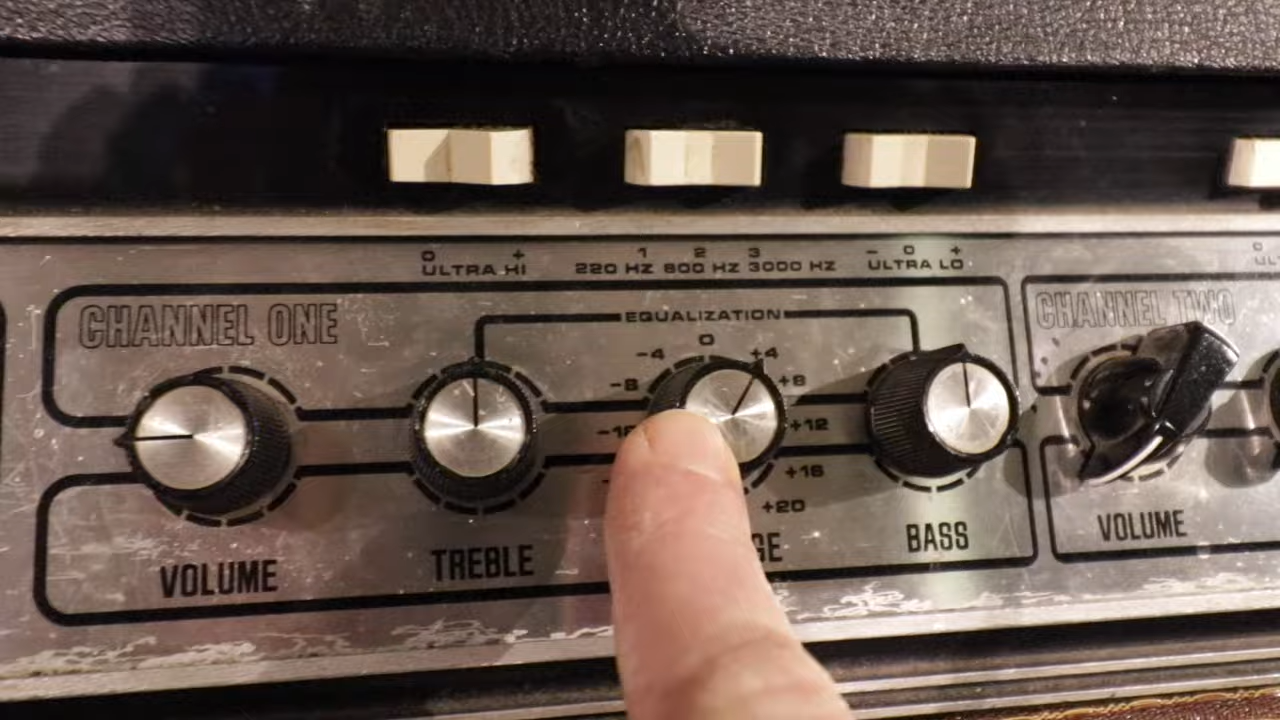 0 + 1 2 3 - 0 + 0
ULTRA HI 220 HZ 800 HZ 3000 HZ ULTRA LO
CHANNEL ONE EQUALIZATION CHANNEL TWO
0
-4 +4
-8 +8
+12
+16
+20
VOLUME TREBLE BASS VOLUME